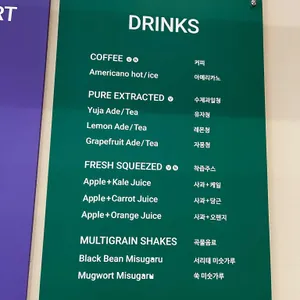 RT
DRINKS
COFFEE 커피
Americano hot/ice 아메리카노
PURE EXTRACTED 수제과일청
Yuja Ade/Tea 유자청
Lemon Ade/Tea 레몬청
Grapefruit Ade/Tea 자몽청
FRESH SQUEEZED 착즙주스
Apple+Kale Juice 사과+케일
Apple+Carrot Juice 사과+당근
Apple+Orange Juice 사과+오렌지
MULTIGRAIN SHAKES 곡물음료
Black Bean Misugaru 서리태 미숫가루
Mugwort Misugaru 쑥 미숫가루